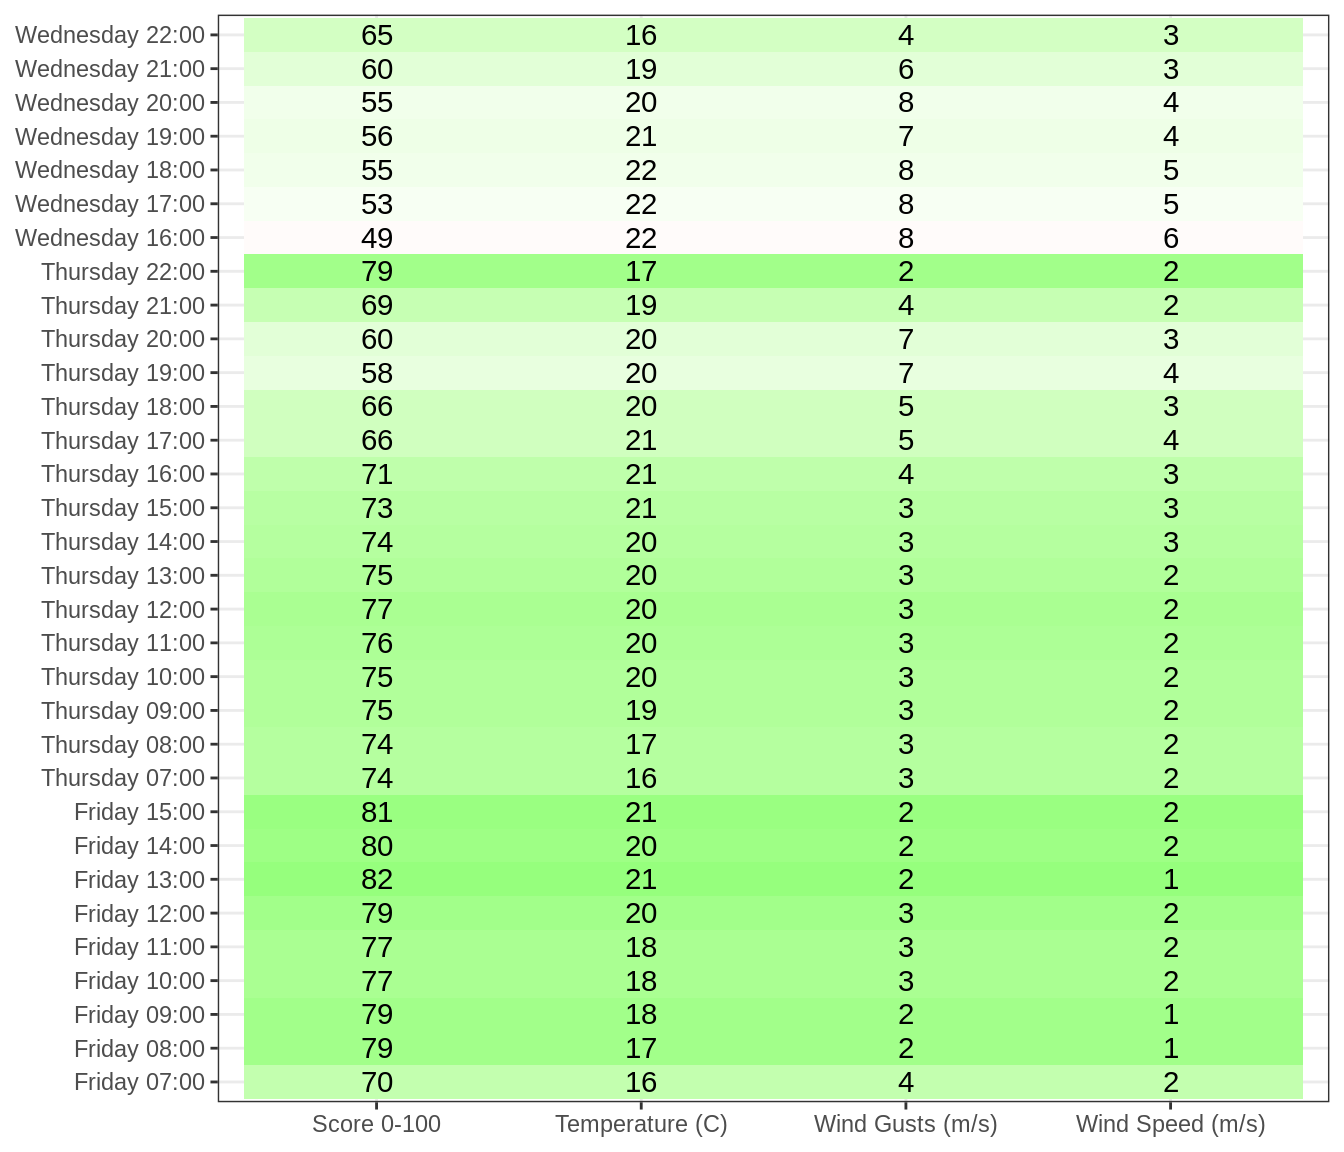 Wednesday 22:00 65 16 4 3
Wednesday 21:00 60 19 6 3
Wednesday 20:00 55 20 8 4
Wednesday 19:00 56 21 7 4
Wednesday 18:00 55 22 8 5
Wednesday 17:00 53 22 8 5
Wednesday 16:00 49 22 8 6
Thursday 22:00 79 17 2 2
Thursday 21:00 69 19 4 2
Thursday 20:00 60 20 7 3
Thursday 19:00 58 20 7 4
Thursday 18:00 66 20 5 3
Thursday 17:00 66 21 5 4
Thursday 16:00 71 21 4 3
Thursday 15:00 73 21 3 3
Thursday 14:00 74 20 3 3
Thursday 13:00 75 20 3 2
Thursday 12:00 77 20 3 2
Thursday 11:00 76 20 3 2
Thursday 10:00 75 20 3 2
Thursday 09:00 75 19 3 2
Thursday 08:00 74 17 3 2
Thursday 07:00 74 16 3 2
Friday 15:00 81 21 2 2
Friday 14:00 80 20 2 2
Friday 13:00 82 21 2 1
Friday 12:00 79 20 3 2
Friday 11:00 77 18 3 2
Friday 10:00 77 18 3 2
Friday 09:00 79 18 2 1
Friday 08:00 79 17 2 1
Friday 07:00 70 16 4 2
Score 0-100 Temperature (C) Wind Gusts (m/s) Wind Speed (m/s)